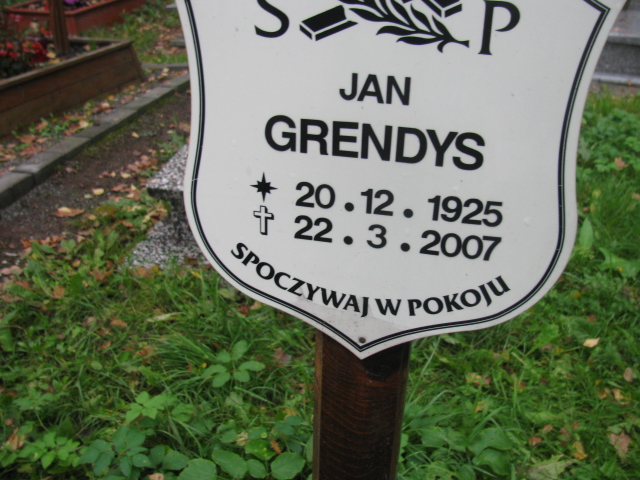 S P
JAN
GRENDYS
20 . 12 . 1925
22 . 3 . 2007
SPOCZYWAJ W POKOJU